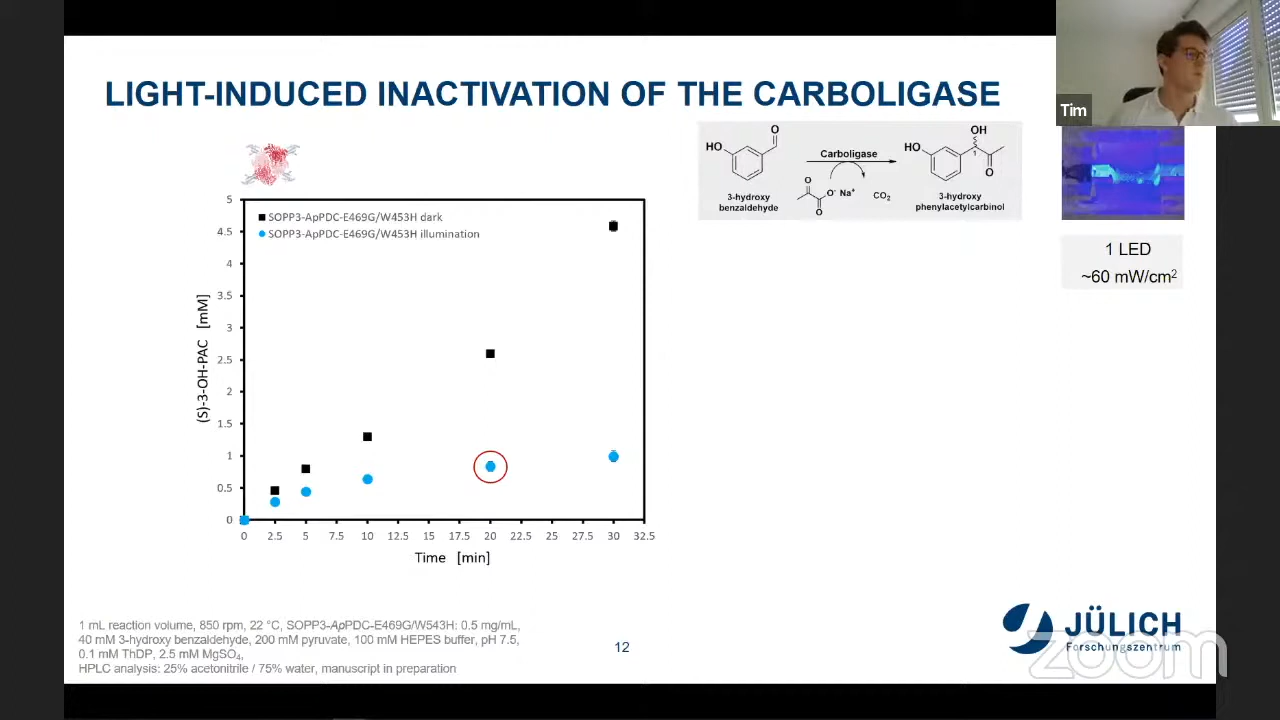 LIGHT-INDUCED INACTIVATION OF THE CARBOLIGASE
Tim
HO
O
Carboligase
OH
HO
1
O
O
O⁻ Na⁺
O
CO₂
3-hydroxy
benzaldehyde
3-hydroxy
phenylacetylcarbinol
1 LED
~60 mW/cm²
SOPP3-ApPDC-E469G/W453H dark
SOPP3-ApPDC-E469G/W453H illumination
(S)-3-OH-PAC [mM]
5
4.5
4
3.5
3
2.5
2
1.5
1
0.5
0
0 2.5 5 7.5 10 12.5 15 17.5 20 22.5 25 27.5 30 32.5
Time [min]
1 mL reaction volume, 850 rpm, 22 °C, SOPP3-ApPDC-E469G/W543H: 0.5 mg/mL,
40 mM 3-hydroxy benzaldehyde, 200 mM pyruvate, 100 mM HEPES buffer, pH 7.5,
0.1 mM ThDP, 2.5 mM MgSO₄,
HPLC analysis: 25% acetonitrile / 75% water, manuscript in preparation
12
JÜLICH
Forschungszentrum
zoom